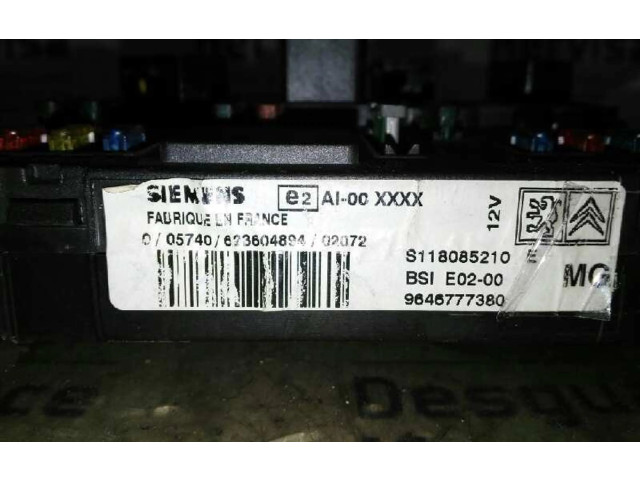 SIEMENS e2 AI-00 XXXX
FABRIQUE EN FRANCE
0/05740/623604894/02072
12V
S118085210 E
BSI E02-00
9646777380
MG